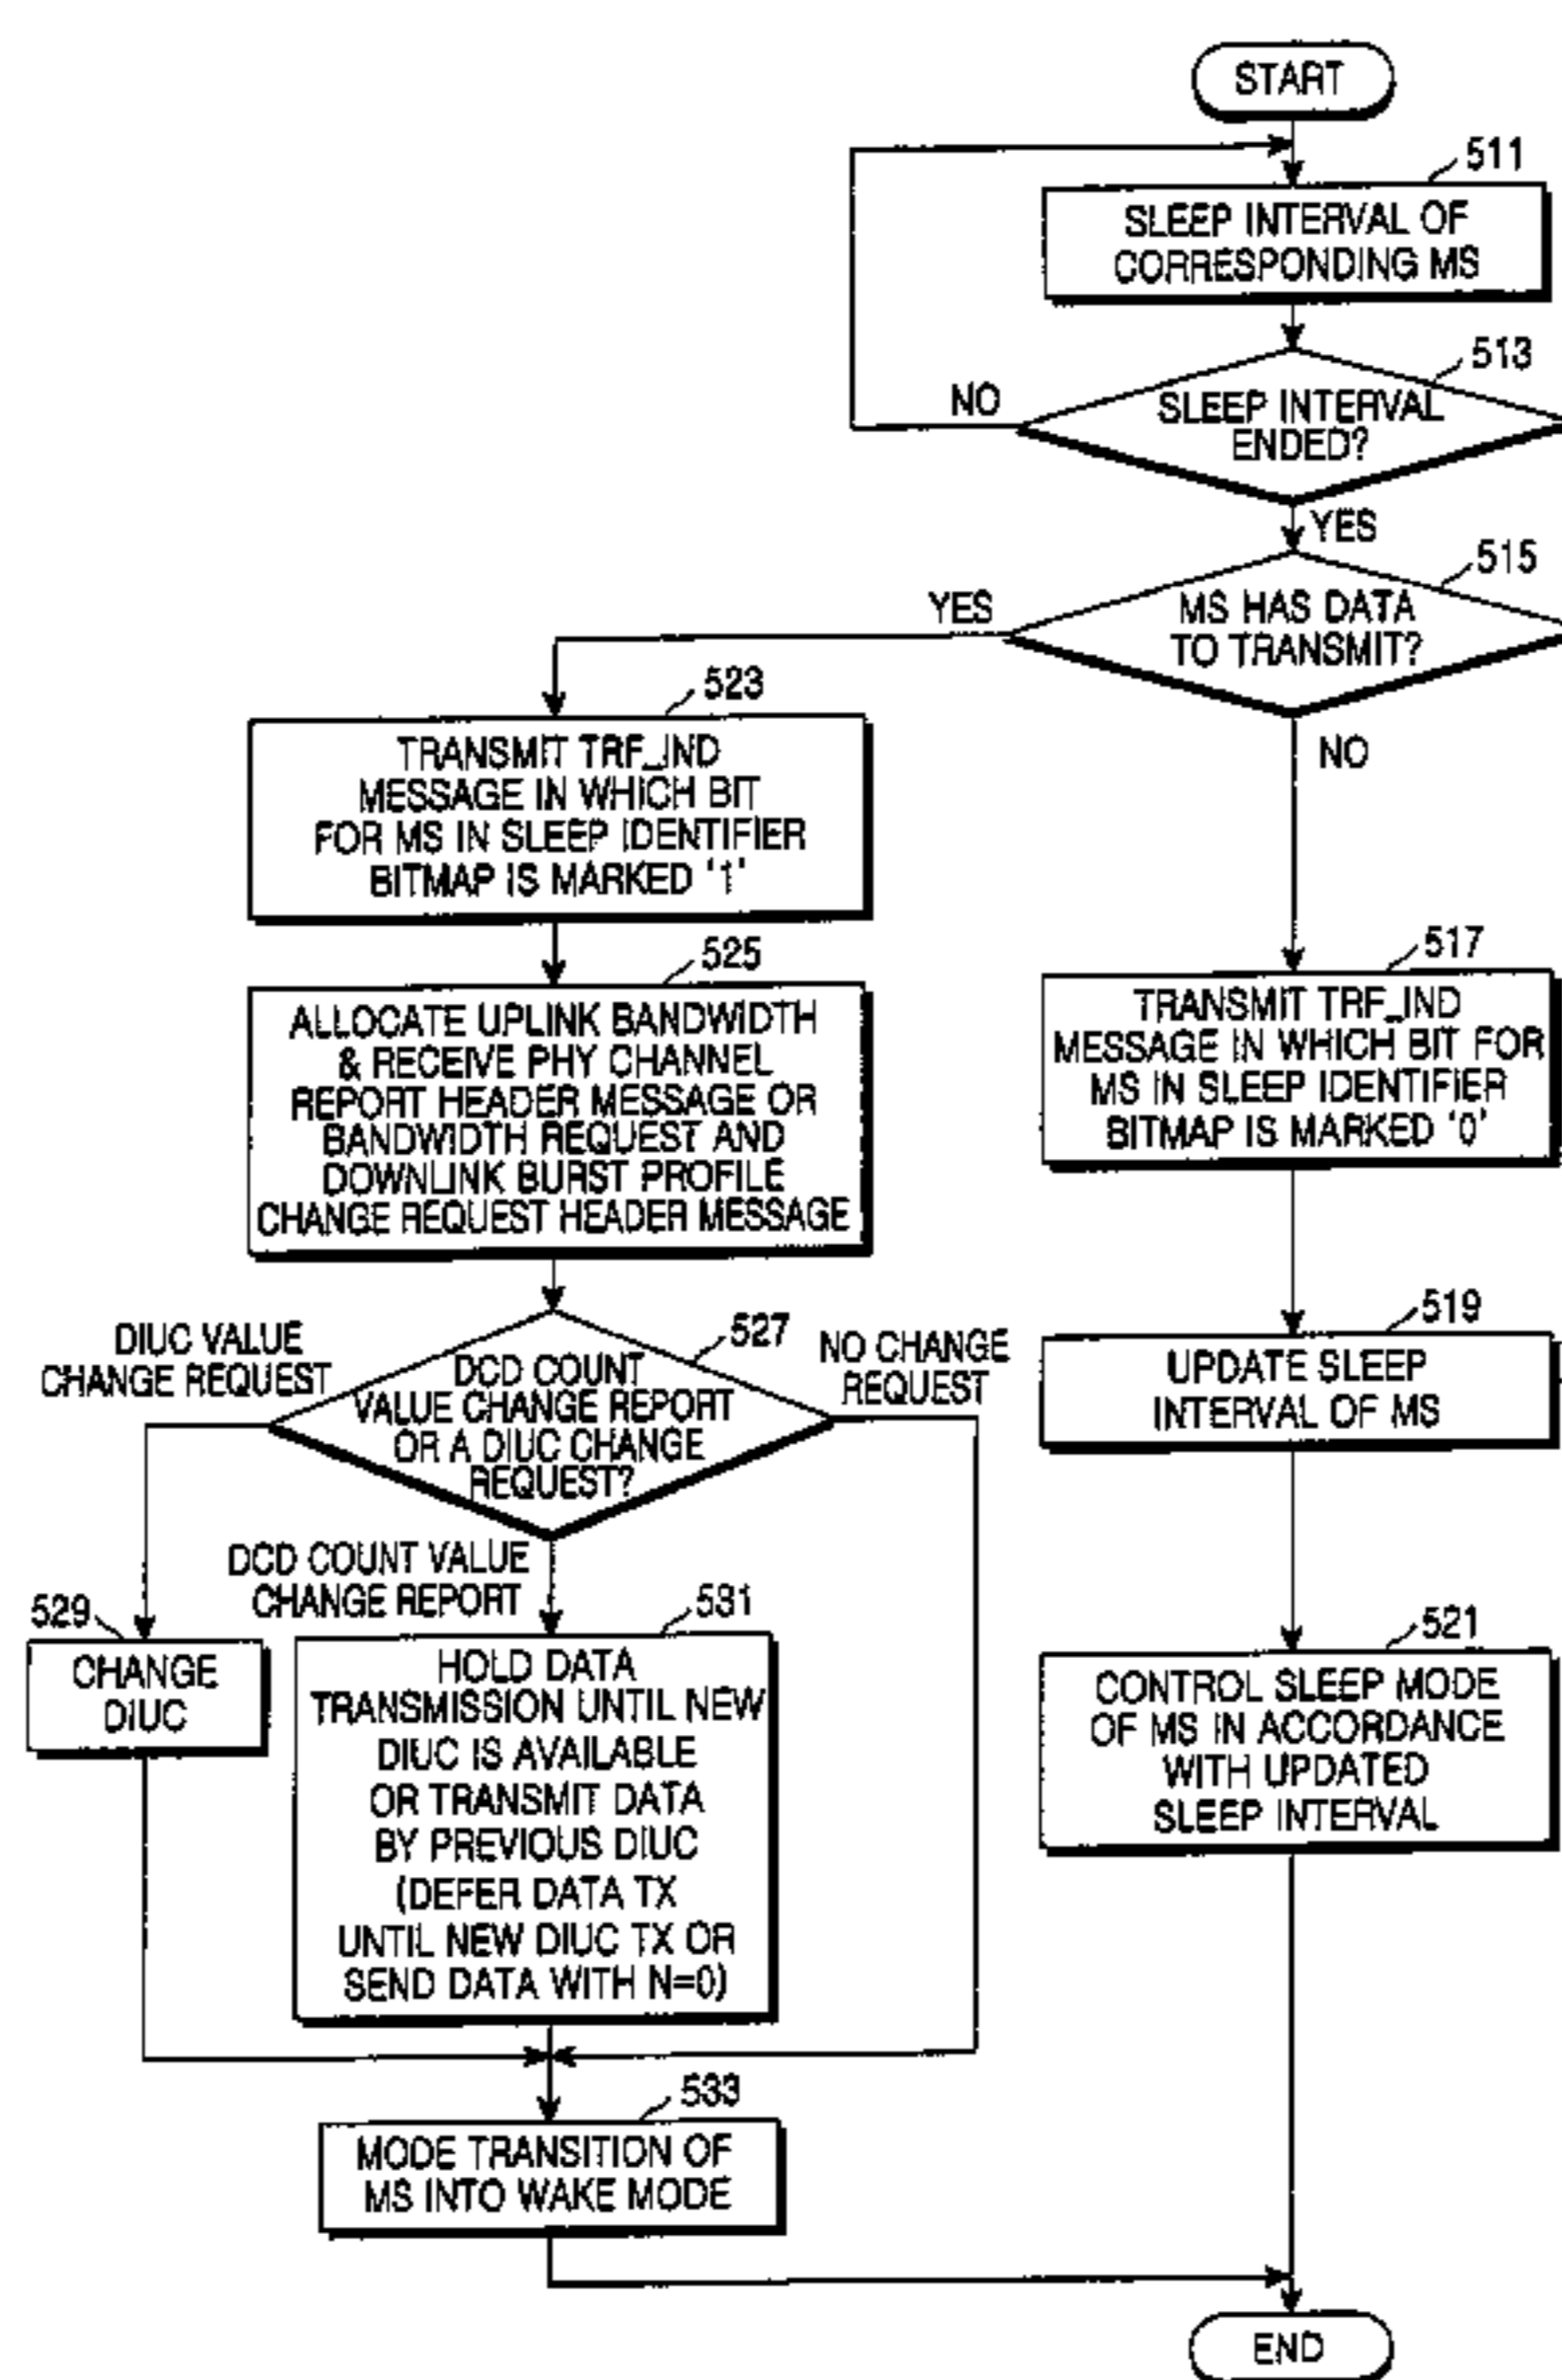 START
511
SLEEP INTERVAL OF
CORRESPONDING MS
513
SLEEP INTERVAL
ENDED?
NO
YES
515
MS HAS DATA
TO TRANSMIT?
YES
NO
523
TRANSMIT TRF_IND
MESSAGE IN WHICH BIT
FOR MS IN SLEEP IDENTIFIER
BITMAP IS MARKED '1'
525
ALLOCATE UPLINK BANDWIDTH
& RECEIVE PHY CHANNEL
REPORT HEADER MESSAGE OR
BANDWIDTH REQUEST AND
DOWNLINK BURST PROFILE
CHANGE REQUEST HEADER MESSAGE
517
TRANSMIT TRF_IND
MESSAGE IN WHICH BIT FOR
MS IN SLEEP IDENTIFIER
BITMAP IS MARKED '0'
527
DCD COUNT
VALUE CHANGE REPORT
OR A DIUC CHANGE
REQUEST?
DIUC VALUE
CHANGE REQUEST
NO CHANGE
REQUEST
DCD COUNT VALUE
CHANGE REPORT
519
UPDATE SLEEP
INTERVAL OF MS
529
CHANGE
DIUC
531
HOLD DATA
TRANSMISSION UNTIL NEW
DIUC IS AVAILABLE
OR TRANSMIT DATA
BY PREVIOUS DIUC
(DEFER DATA TX
UNTIL NEW DIUC TX OR
SEND DATA WITH N=0)
521
CONTROL SLEEP MODE
OF MS IN ACCORDANCE
WITH UPDATED
SLEEP INTERVAL
533
MODE TRANSITION OF
MS INTO WAKE MODE
END